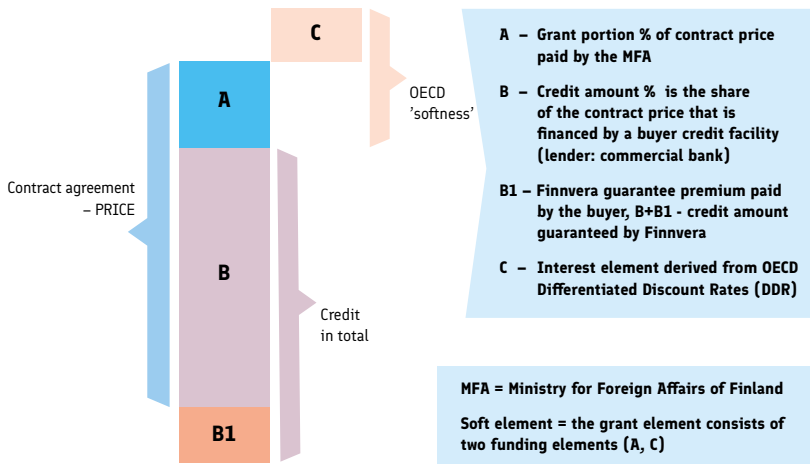 C
A
OECD
'softness'
Contract agreement
– PRICE
B
Credit
in total
B1
A – Grant portion % of contract price
paid by the MFA
B – Credit amount % is the share
of the contract price that is
financed by a buyer credit facility
(lender: commercial bank)
B1 – Finnvera guarantee premium paid
by the buyer, B+B1 - credit amount
guaranteed by Finnvera
C – Interest element derived from OECD
Differentiated Discount Rates (DDR)
MFA = Ministry for Foreign Affairs of Finland
Soft element = the grant element consists of
two funding elements (A, C)